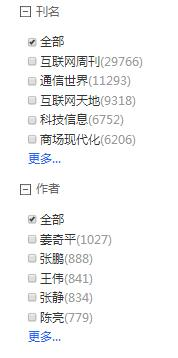 刊名
全部
互联网周刊(29766)
通信世界(11293)
互联网天地(9318)
科技信息(6752)
商场现代化(6206)
更多...
作者
全部
姜奇平(1027)
张鹏(888)
王伟(841)
张静(834)
陈亮(779)
更多...